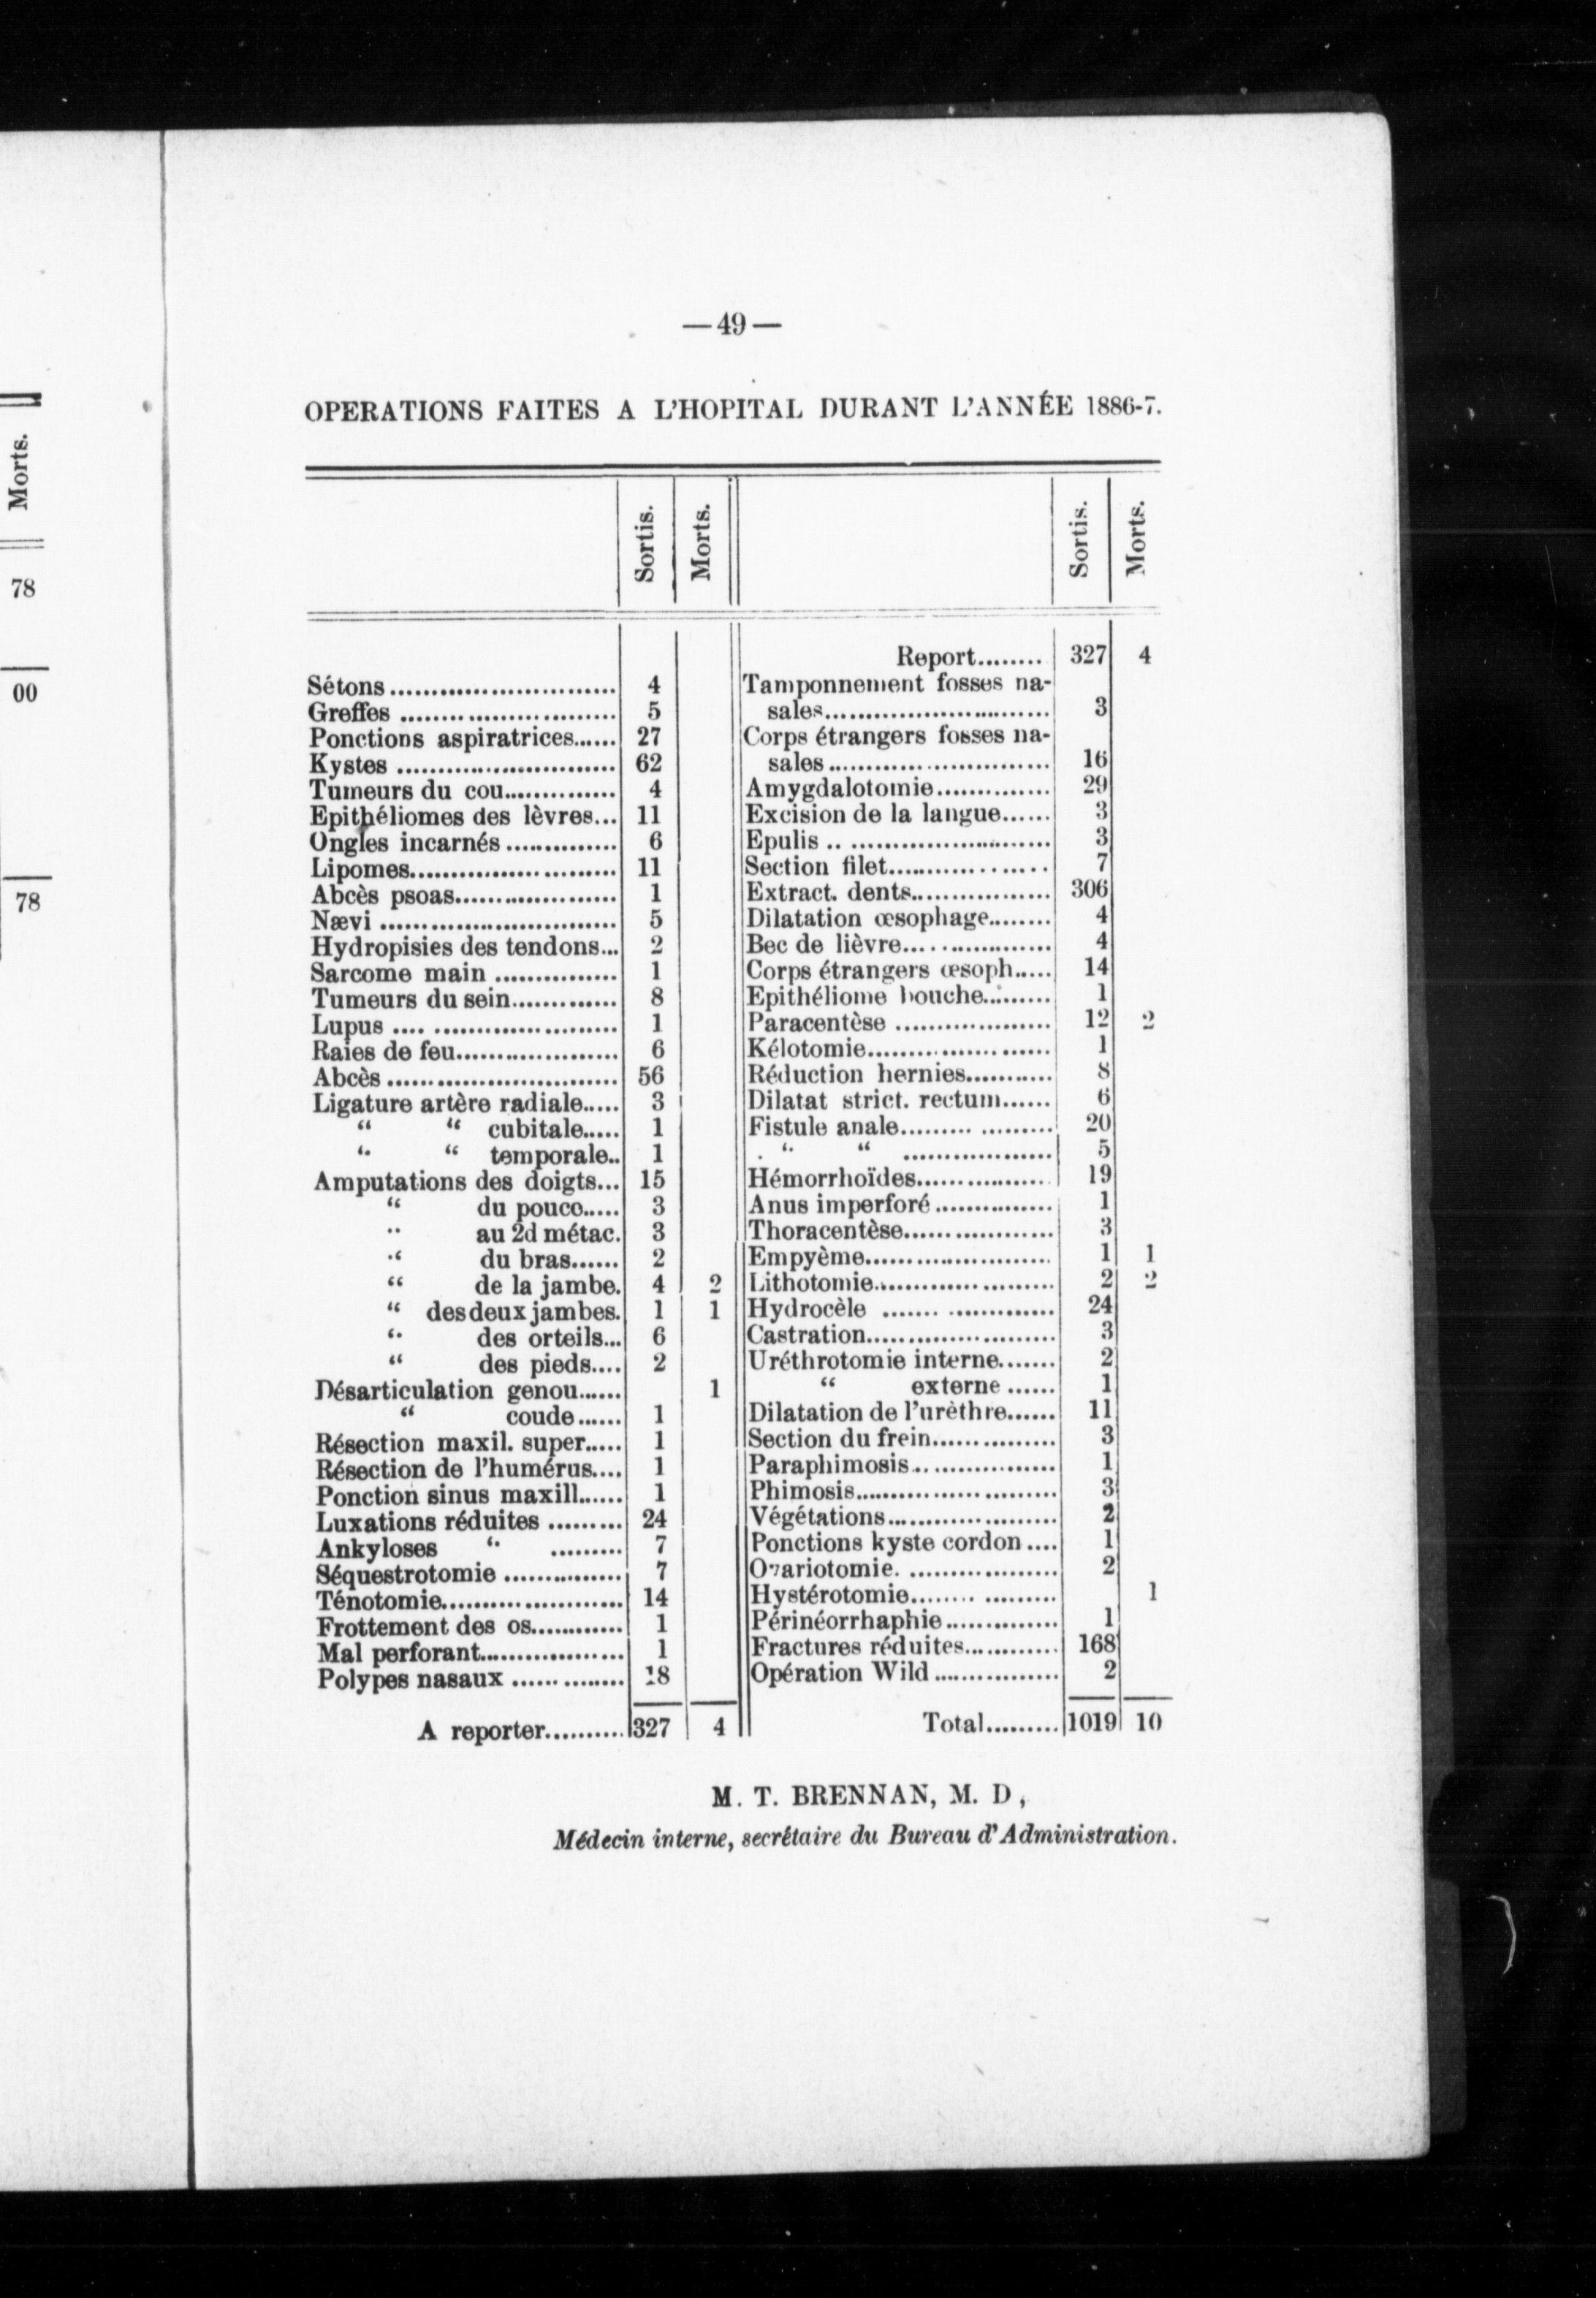 Morts.
78
00
78
—49—
OPERATIONS FAITES A L'HOPITAL DURANT L'ANNÉE 1886-7.
Sortis. Morts. Sortis. Morts.
Sétons........................... 4
Greffes .......................... 5
Ponctions aspiratrices...... 27
Kystes .......................... 62
Tumeurs du cou.............. 4
Epithéliomes des lèvres... 11
Ongles incarnés .............. 6
Lipomes......................... 11
Abcès psoas.................... 1
Nævi ............................ 5
Hydropisies des tendons... 2
Sarcome main ............... 1
Tumeurs du sein............. 8
Lupus .... ...................... 1
Raies de feu.................... 6
Abcès ............................ 56
Ligature artère radiale..... 3
“ “ cubitale..... 1
“ “ temporale.. 1
Amputations des doigts... 15
“ du pouce..... 3
“ au 2d métac. 3
“ du bras...... 2
“ de la jambe. 4 2
“ des deux jambes. 1 1
“ des orteils... 6
“ des pieds.... 2
Désarticulation genou...... 1
“ coude ...... 1
Résection maxil. super..... 1
Résection de l'humérus.... 1
Ponction sinus maxill...... 1
Luxations réduites ......... 24
Ankyloses “ ......... 7
Séquestrotomie .............. 7
Ténotomie...................... 14
Frottement des os............ 1
Mal perforant.................. 1
Polypes nasaux .............. 18
A reporter.......... 327 4
Report........ 327 4
Tamponnement fosses na-
sales........................... 3
Corps étrangers fosses na-
sales ........................... 16
Amygdalotomie.............. 29
Excision de la langue...... 3
Epulis .. ........................ 3
Section filet.................... 7
Extract. dents................. 306
Dilatation œsophage........ 4
Bec de lièvre.................. 4
Corps étrangers œsoph..... 14
Epithéliome bouche......... 1
Paracentèse ................... 12 2
Kélotomie...................... 1
Réduction hernies........... 8
Dilatat strict. rectum...... 6
Fistule anale......... ......... 20
“ “ .................. 5
Hémorrhoïdes................. 19
Anus imperforé ............... 1
Thoracentèse.................. 3
Empyème....................... 1 1
Lithotomie...................... 2 2
Hydrocèle ....... ............. 24
Castration....................... 3
Uréthrotomie interne....... 2
“ externe ...... 1
Dilatation de l'urèthre...... 11
Section du frein............... 3
Paraphimosis.................. 1
Phimosis......................... 3
Végétations..................... 2
Ponctions kyste cordon .... 1
Ovariotomie. .................. 2
Hystérotomie........ ......... 1
Périnéorrhaphie.............. 1
Fractures réduites............ 168
Opération Wild ................ 2
Total......... 1019 10
M. T. BRENNAN, M. D,
Médecin interne, secrétaire du Bureau d'Administration.